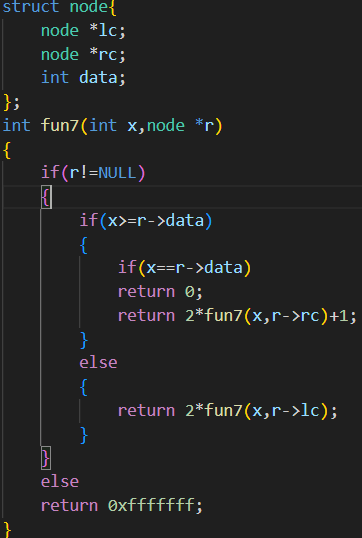 struct node{
    node *lc;
    node *rc;
    int data;
};
int fun7(int x,node *r)
{
    if(r!=NULL)
    {
        if(x>=r->data)
        {
            if(x==r->data)
            return 0;
            return 2*fun7(x,r->rc)+1;
        }
        else
        {
            return 2*fun7(x,r->lc);
        }
    }
    else
    return 0xfffffff;
}